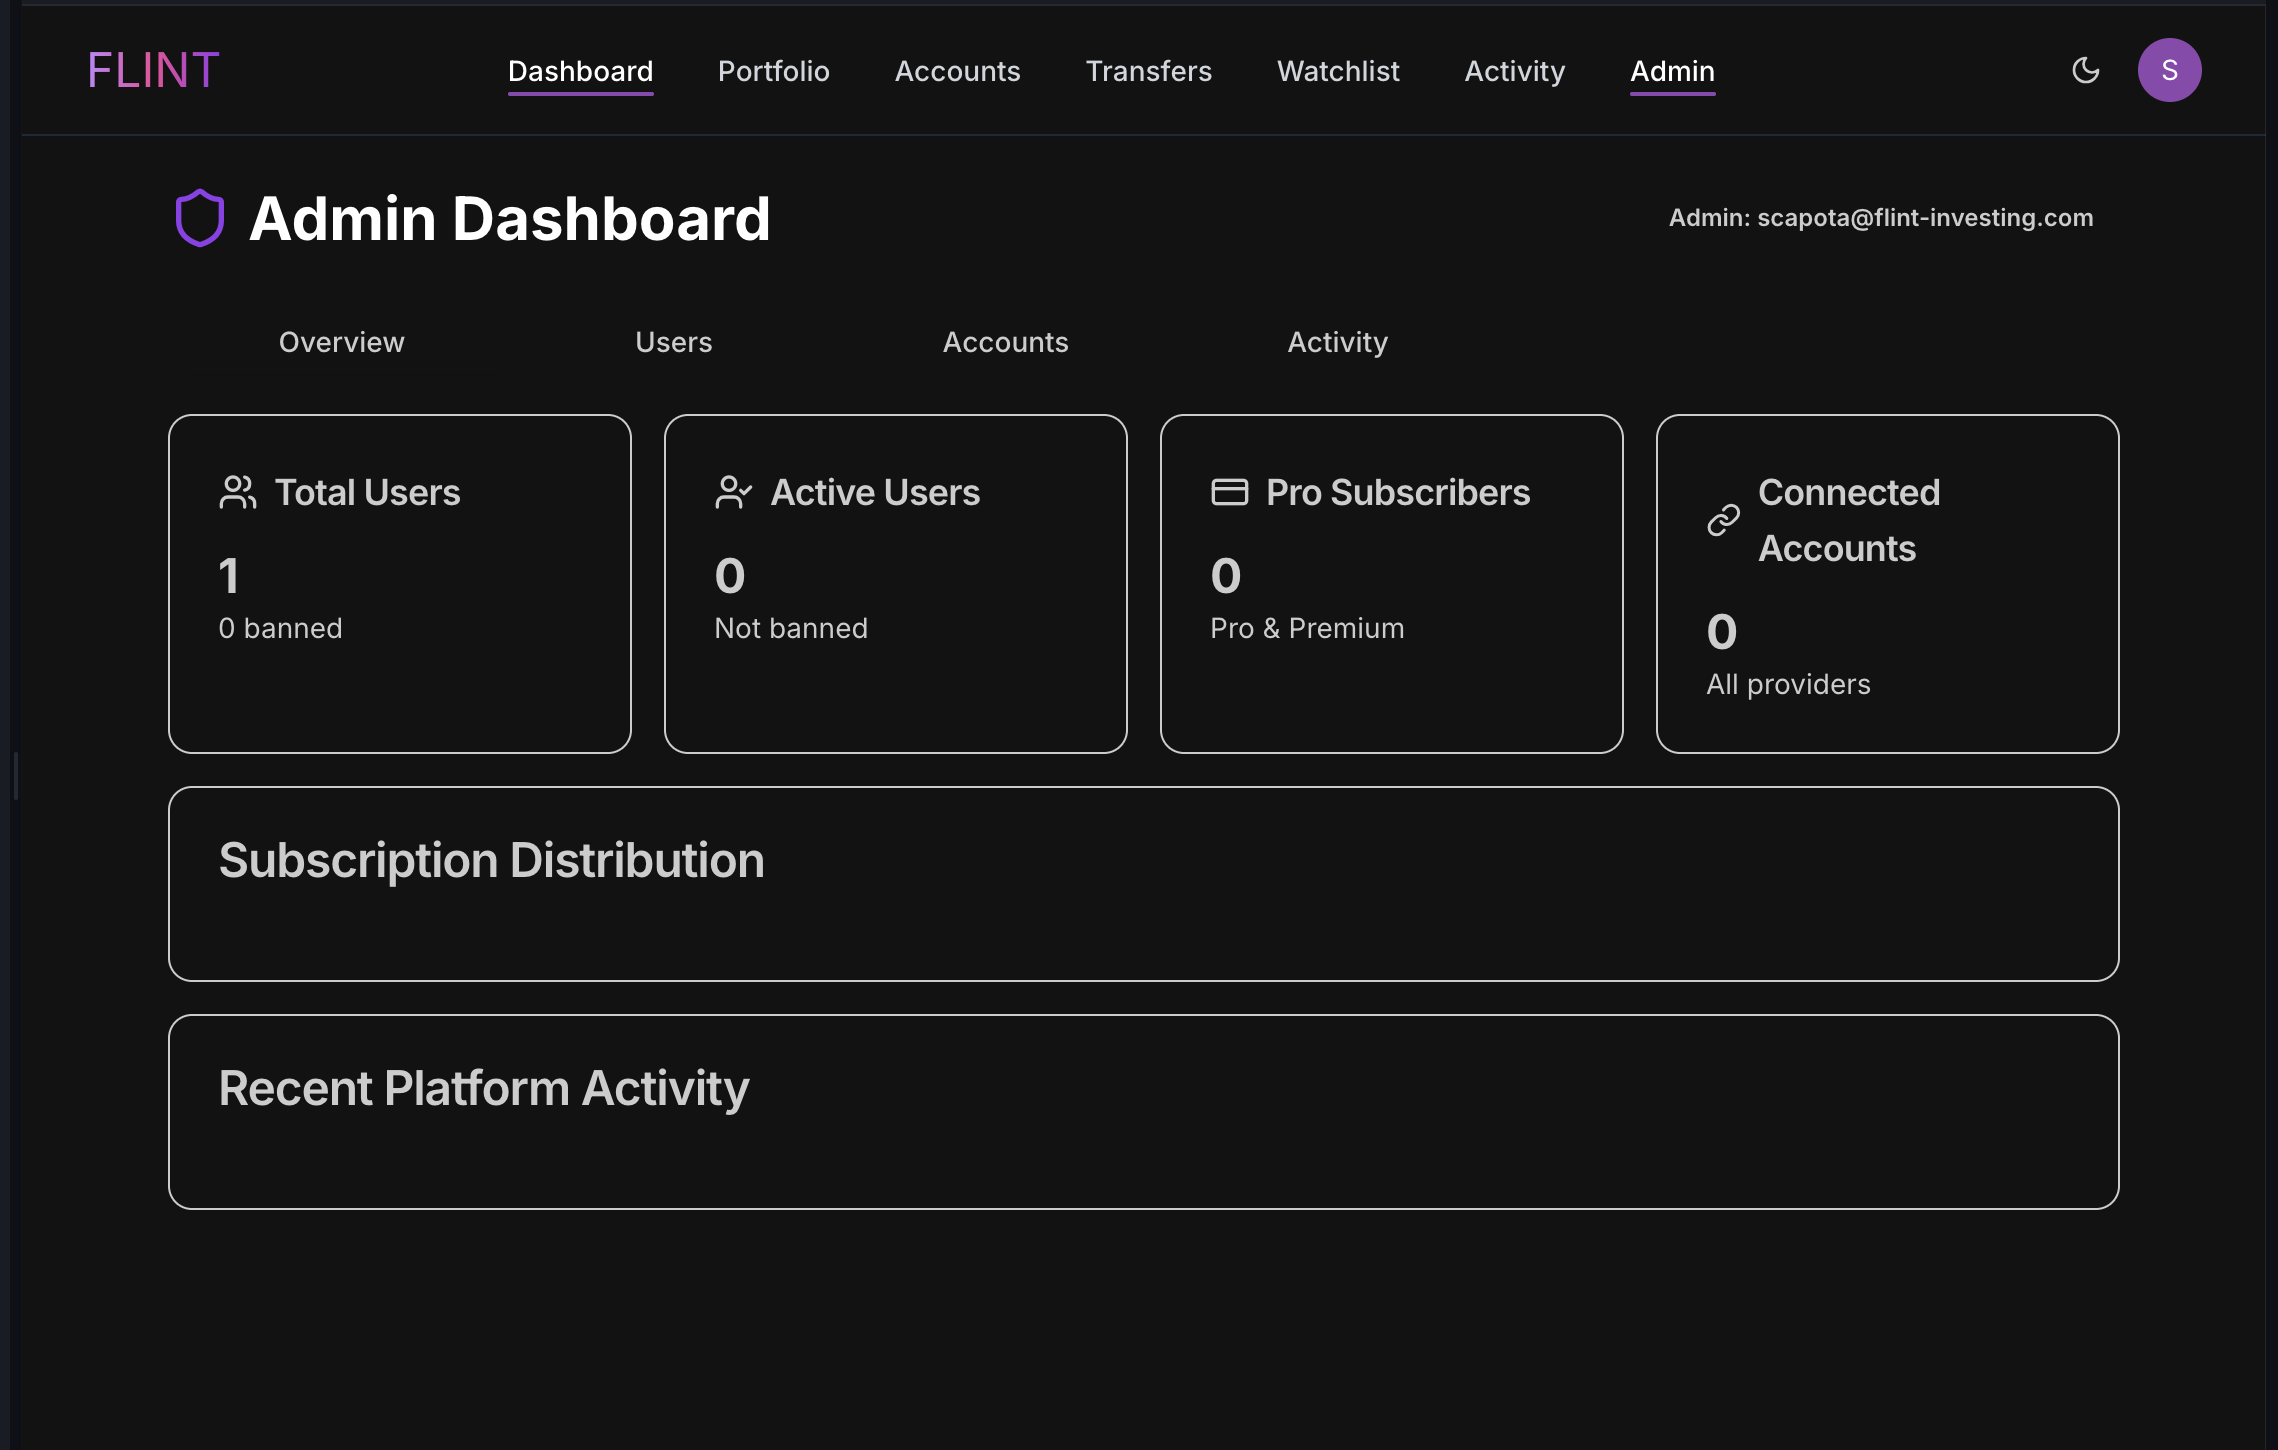 FLINT
Dashboard Portfolio Accounts Transfers Watchlist Activity Admin
S
Admin Dashboard
Admin: scapota@flint-investing.com
Overview Users Accounts Activity
Total Users
1
0 banned
Active Users
0
Not banned
Pro Subscribers
0
Pro & Premium
Connected
Accounts
0
All providers
Subscription Distribution
Recent Platform Activity